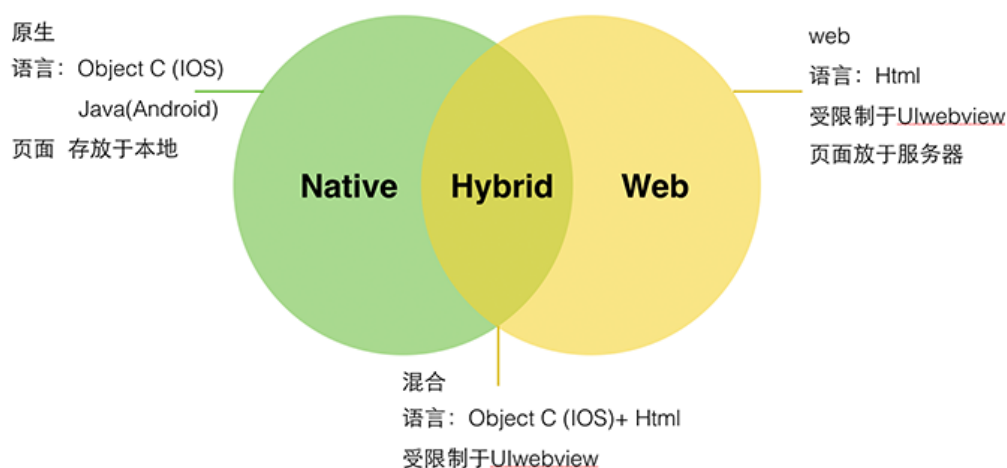 原生
语言：Object C (IOS)
Java(Android)
页面 存放于本地
Native
Hybrid
Web
web
语言：Html
受限制于UIwebview
页面放于服务器
混合
语言：Object C (IOS)+ Html
受限制于UIwebview